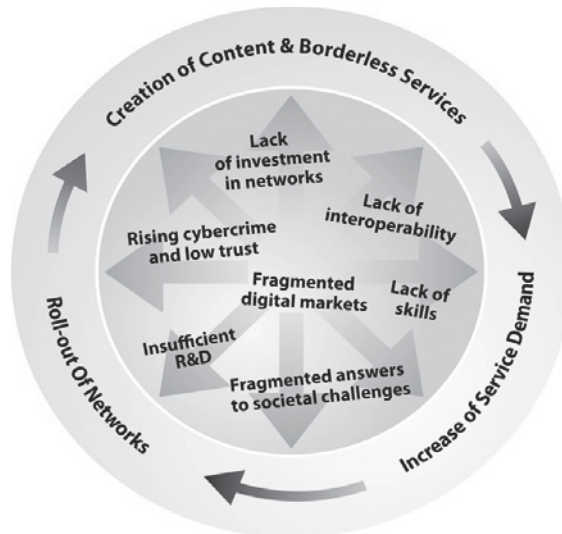 Creation of Content & Borderless Services
Lack
of investment
in networks
Lack of
interoperability
Rising cybercrime
and low trust
Fragmented
digital markets
Lack of
skills
Insufficient
R&D
Fragmented answers
to societal challenges
Roll-out Of Networks
Increase of Service Demand